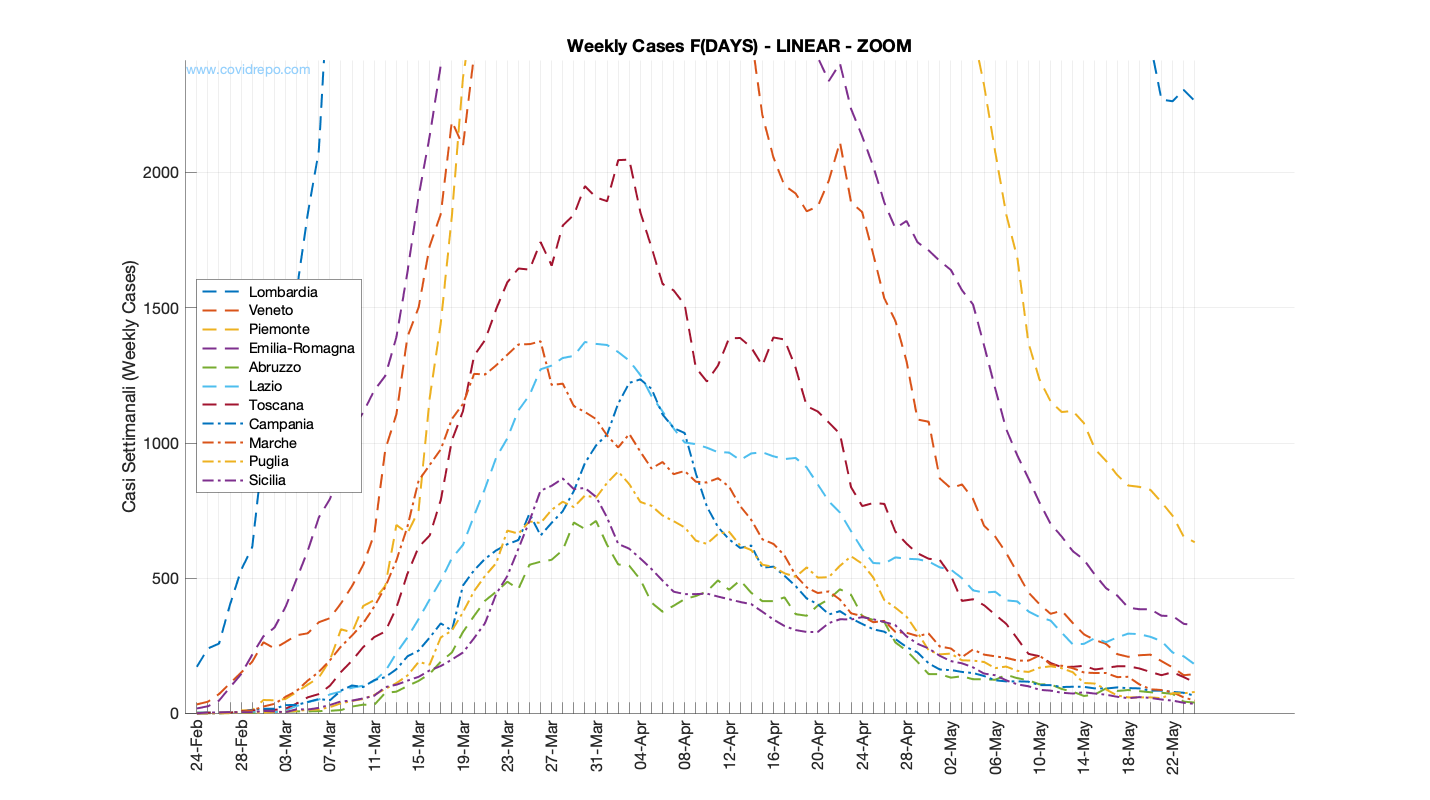 Weekly Cases F(DAYS) - LINEAR - ZOOM
www.covidrepo.com
Casi Settimanali (Weekly Cases)
2000
1500
1000
500
0
Lombardia
Veneto
Piemonte
Emilia-Romagna
Abruzzo
Lazio
Toscana
Campania
Marche
Puglia
Sicilia
24-Feb
28-Feb
03-Mar
07-Mar
11-Mar
15-Mar
19-Mar
23-Mar
27-Mar
31-Mar
04-Apr
08-Apr
12-Apr
16-Apr
20-Apr
24-Apr
28-Apr
02-May
06-May
10-May
14-May
18-May
22-May